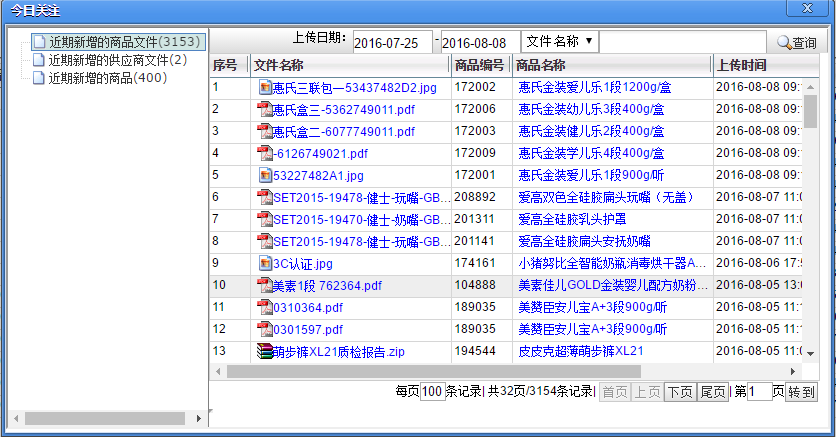 今日关注
近期新增的商品文件(3153)
近期新增的供应商文件(2)
近期新增的商品(400)
上传日期: 2016-07-25 - 2016-08-08 文件名称 查询
序号 文件名称 商品编号 商品名称 上传时间
1 惠氏三联包—53437482D2.jpg 172002 惠氏金装爱儿乐1段1200g/盒 2016-08-08 09:
2 惠氏盒三-5362749011.pdf 172006 惠氏金装幼儿乐3段400g/盒 2016-08-08 09:
3 惠氏盒二-6077749011.pdf 172003 惠氏金装健儿乐2段400g/盒 2016-08-08 09:
4 -6126749021.pdf 172009 惠氏金装学儿乐4段400g/盒 2016-08-08 09:
5 53227482A1.jpg 172001 惠氏金装爱儿乐1段900g/听 2016-08-08 09:
6 SET2015-19478-健士-玩嘴-GB... 208892 爱高双色全硅胶扁头玩嘴（无盖） 2016-08-07 11:0
7 SET2015-19470-健士-奶嘴-GB... 201311 爱高全硅胶乳头护罩 2016-08-07 11:0
8 SET2015-19478-健士-玩嘴-GB... 201141 爱高全硅胶扁头安抚奶嘴 2016-08-07 11:0
9 3C认证.jpg 174161 小猪努比全智能奶瓶消毒烘干器A... 2016-08-06 17:5
10 美素1段 762364.pdf 104888 美素佳儿GOLD金装婴儿配方奶粉... 2016-08-05 13:0
11 0310364.pdf 189035 美赞臣安儿宝A+3段900g/听 2016-08-05 11:
12 0301597.pdf 189035 美赞臣安儿宝A+3段900g/听 2016-08-05 11:
13 萌步裤XL21质检报告.zip 194544 皮皮克超薄萌步裤XL21 2016-08-05 11:
每页100条记录| 共32页/3154条记录| 首页 上页 下页 尾页 | 第1页 转到